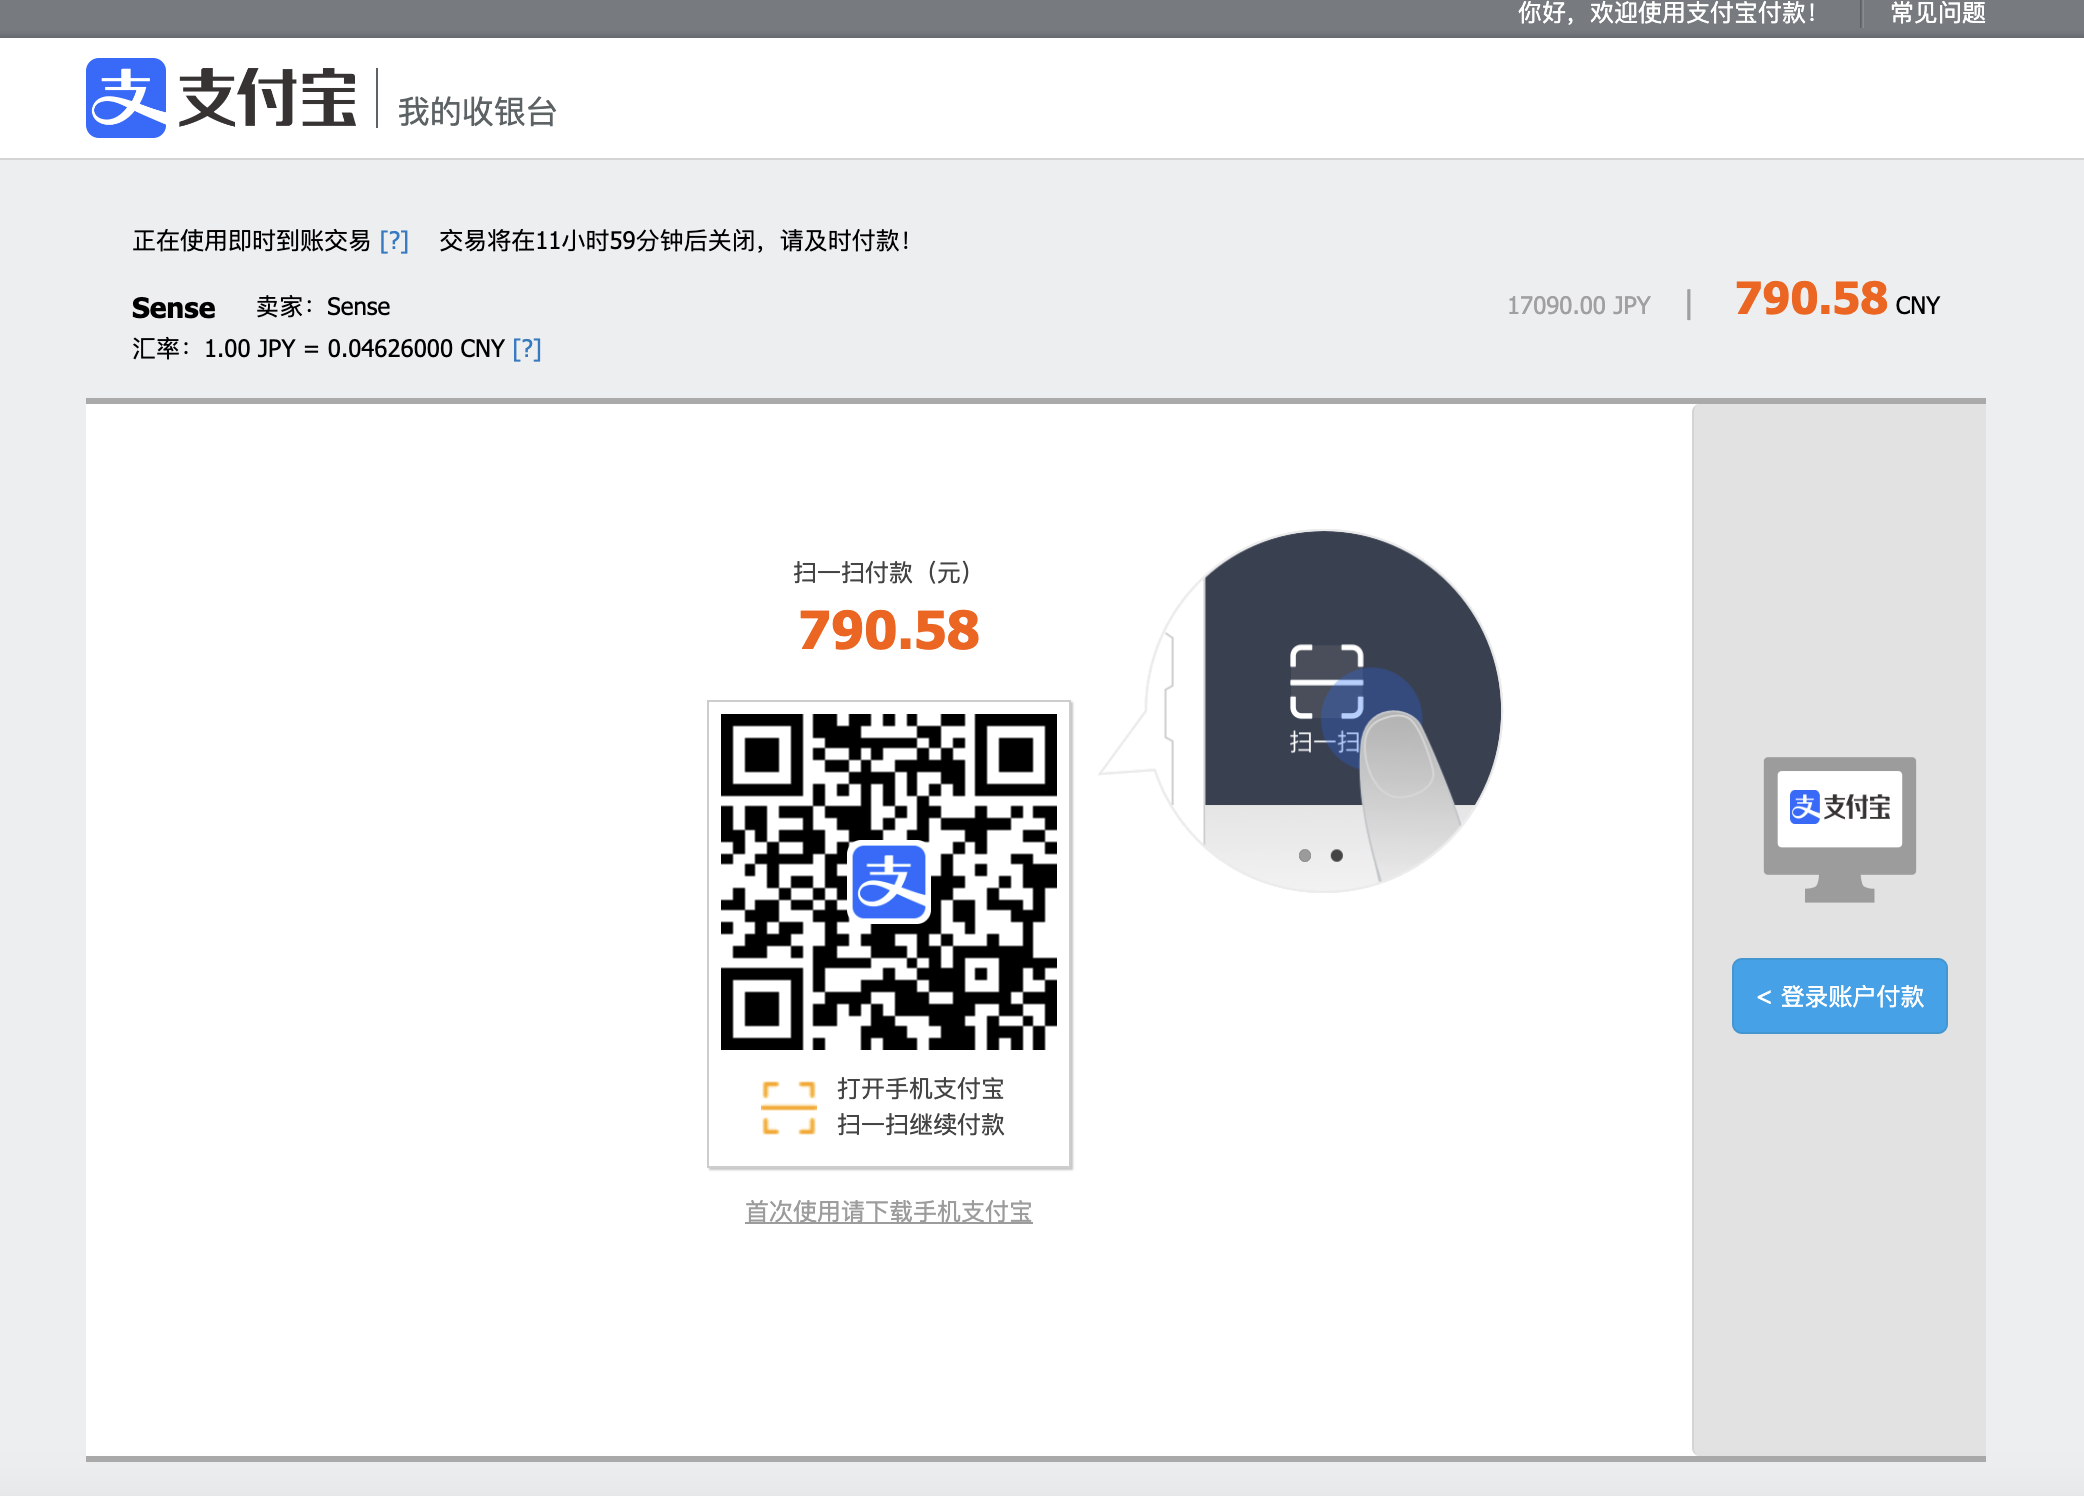 你好，欢迎使用支付宝付款！ 常见问题
支付宝 我的收银台
正在使用即时到账交易 [?] 交易将在11小时59分钟后关闭，请及时付款！
Sense 卖家：Sense
17090.00 JPY | 790.58 CNY
汇率：1.00 JPY = 0.04626000 CNY [?]
扫一扫付款（元）
790.58
扫一扫
支付宝
< 登录账户付款
打开手机支付宝
扫一扫继续付款
首次使用请下载手机支付宝